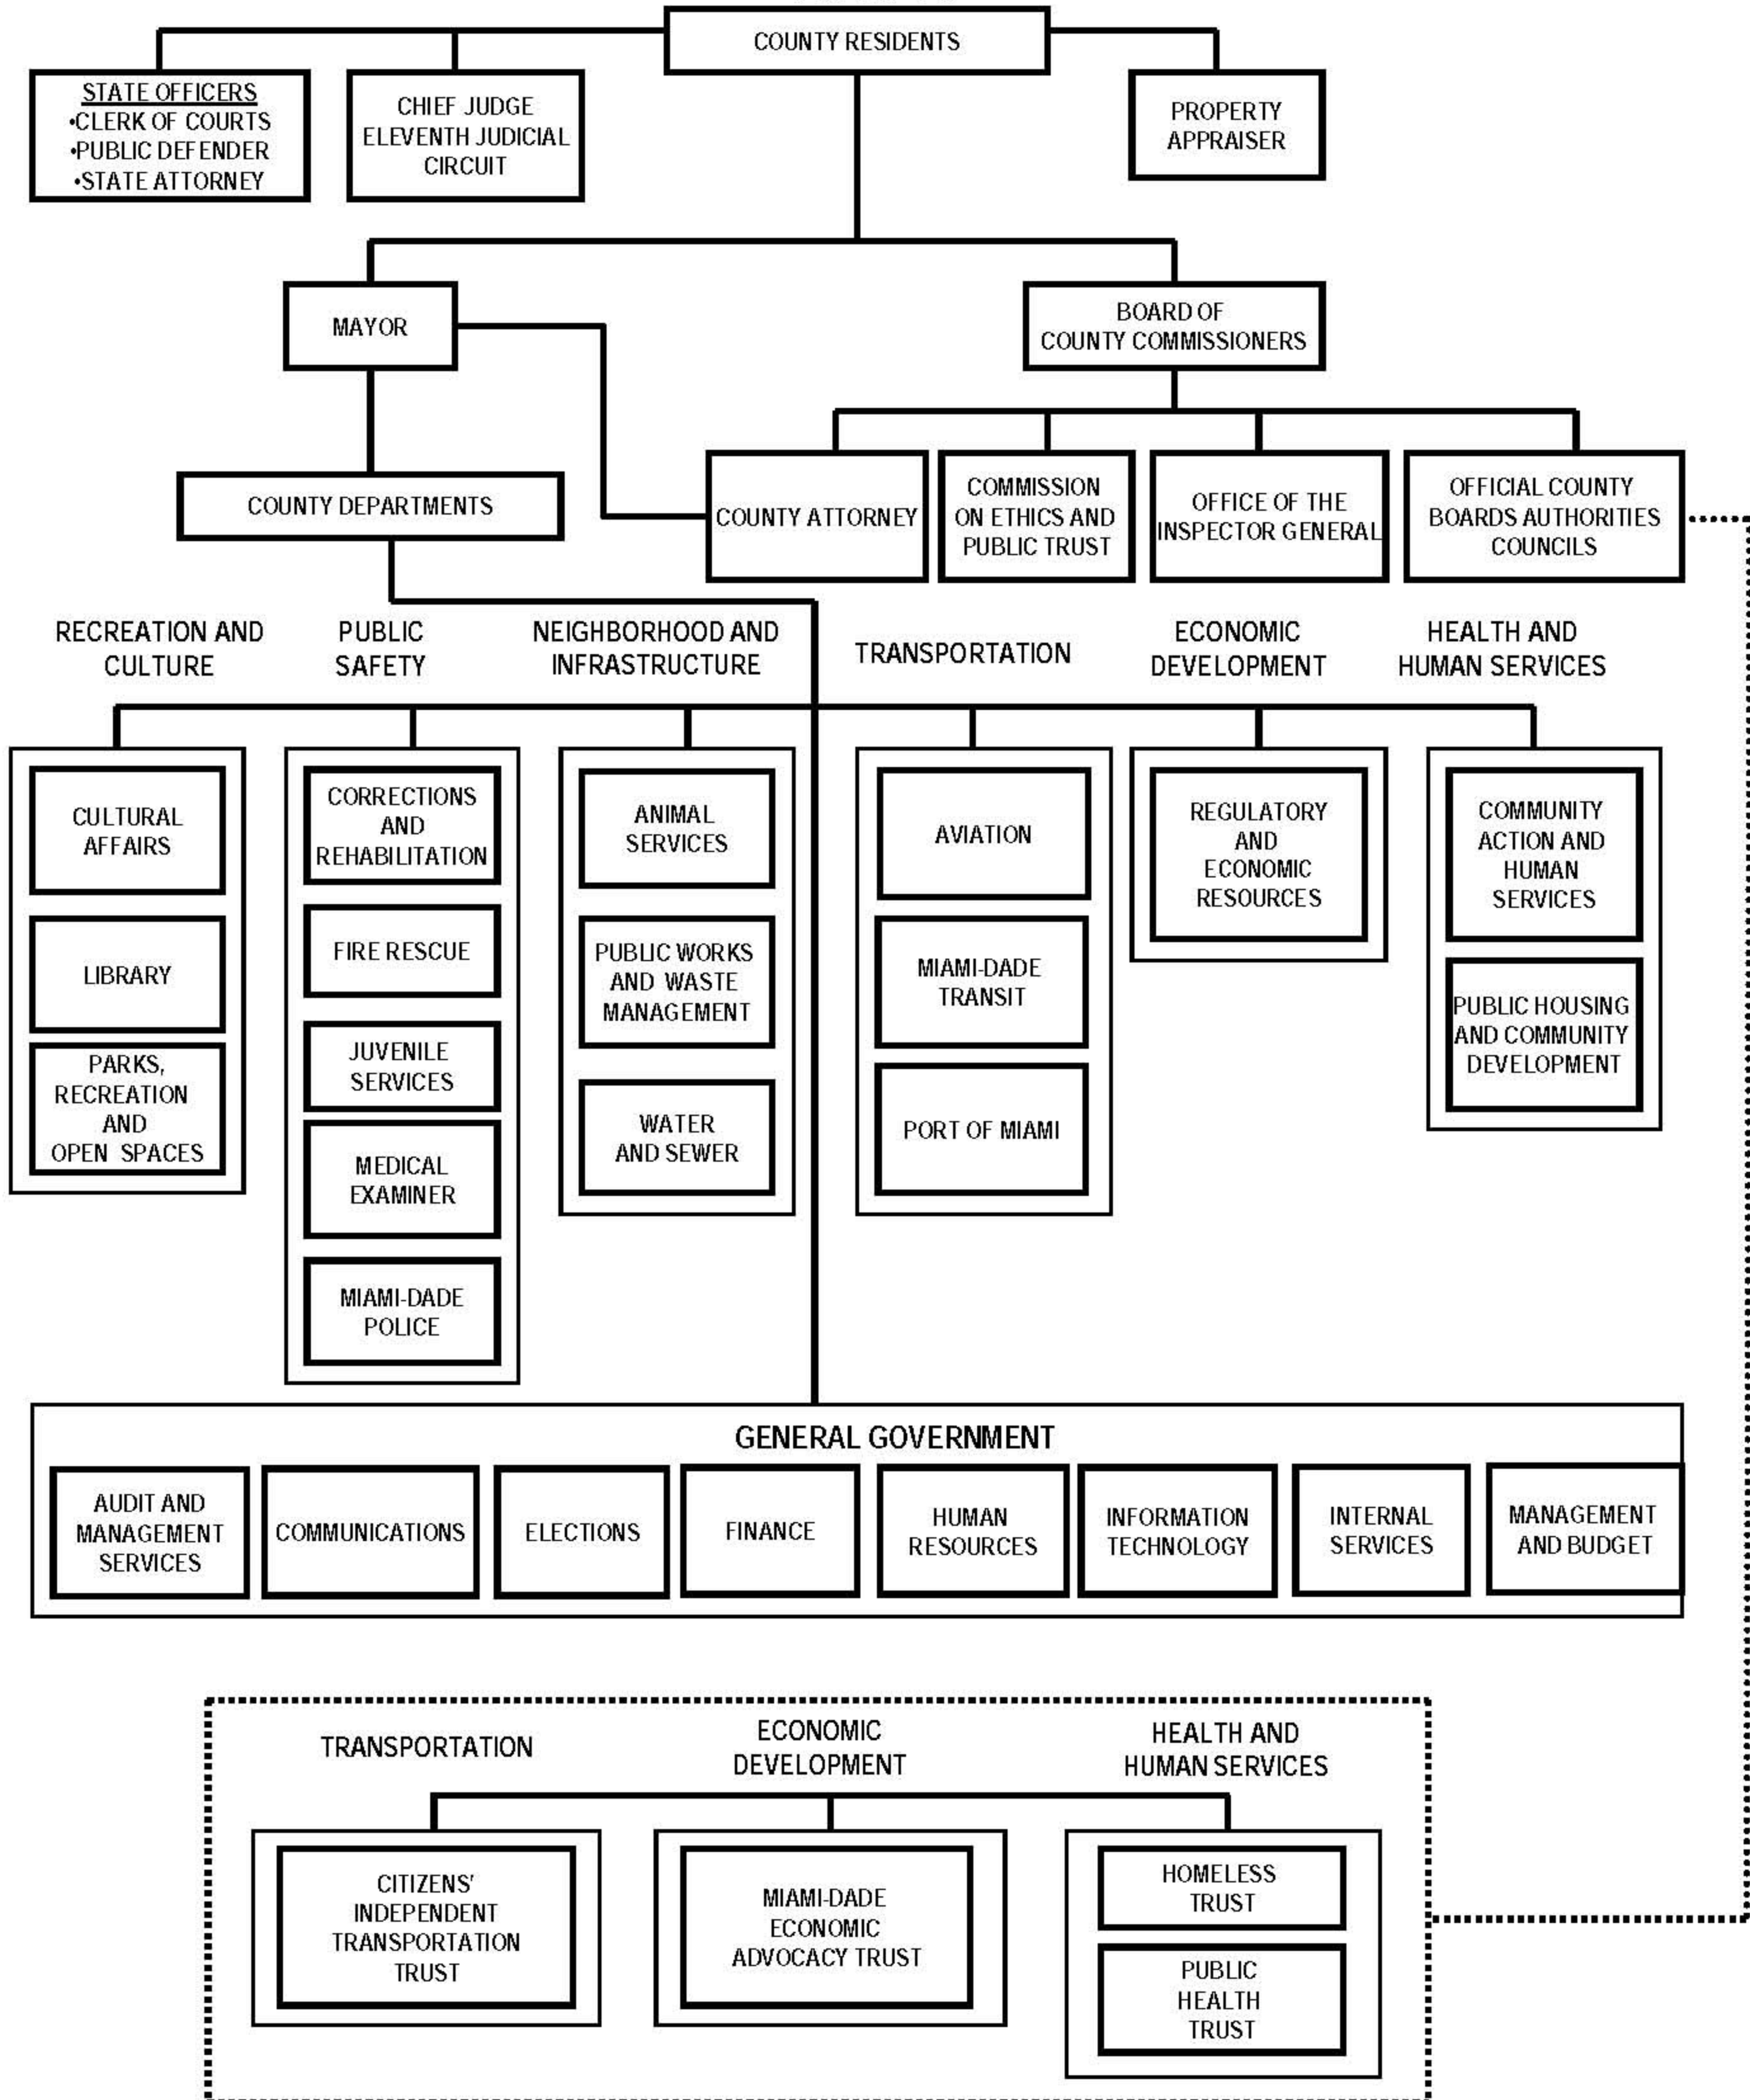 COUNTY RESIDENTS
STATE OFFICERS
•CLERK OF COURTS
•PUBLIC DEFENDER
•STATE ATTORNEY
CHIEF JUDGE
ELEVENTH JUDICIAL
CIRCUIT
PROPERTY
APPRAISER
MAYOR
BOARD OF
COUNTY COMMISSIONERS
COUNTY DEPARTMENTS
COUNTY ATTORNEY
COMMISSION
ON ETHICS AND
PUBLIC TRUST
OFFICE OF THE
INSPECTOR GENERAL
OFFICIAL COUNTY
BOARDS AUTHORITIES
COUNCILS
RECREATION AND
CULTURE
PUBLIC
SAFETY
NEIGHBORHOOD AND
INFRASTRUCTURE
TRANSPORTATION
ECONOMIC
DEVELOPMENT
HEALTH AND
HUMAN SERVICES
CULTURAL
AFFAIRS
LIBRARY
PARKS,
RECREATION
AND
OPEN SPACES
CORRECTIONS
AND
REHABILITATION
FIRE RESCUE
JUVENILE
SERVICES
MEDICAL
EXAMINER
MIAMI-DADE
POLICE
ANIMAL
SERVICES
PUBLIC WORKS
AND WASTE
MANAGEMENT
WATER
AND SEWER
AVIATION
MIAMI-DADE
TRANSIT
PORT OF MIAMI
REGULATORY
AND
ECONOMIC
RESOURCES
COMMUNITY
ACTION AND
HUMAN
SERVICES
PUBLIC HOUSING
AND COMMUNITY
DEVELOPMENT
GENERAL GOVERNMENT
AUDIT AND
MANAGEMENT
SERVICES
COMMUNICATIONS
ELECTIONS
FINANCE
HUMAN
RESOURCES
INFORMATION
TECHNOLOGY
INTERNAL
SERVICES
MANAGEMENT
AND BUDGET
TRANSPORTATION
ECONOMIC
DEVELOPMENT
HEALTH AND
HUMAN SERVICES
CITIZENS'
INDEPENDENT
TRANSPORTATION
TRUST
MIAMI-DADE
ECONOMIC
ADVOCACY TRUST
HOMELESS
TRUST
PUBLIC
HEALTH
TRUST